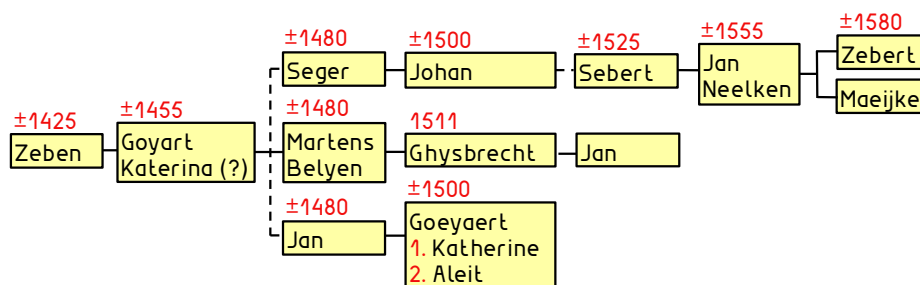 ±1425
Zeben
±1455
Goyart
Katerina (?)
±1480
Seger
±1500
Johan
±1525
Sebert
±1555
Jan
Neelken
±1580
Zebert
Maeijke
±1480
Martens
Belyen
1511
Ghysbrecht
Jan
±1480
Jan
±1500
Goeyaert
1. Katherine
2. Aleit